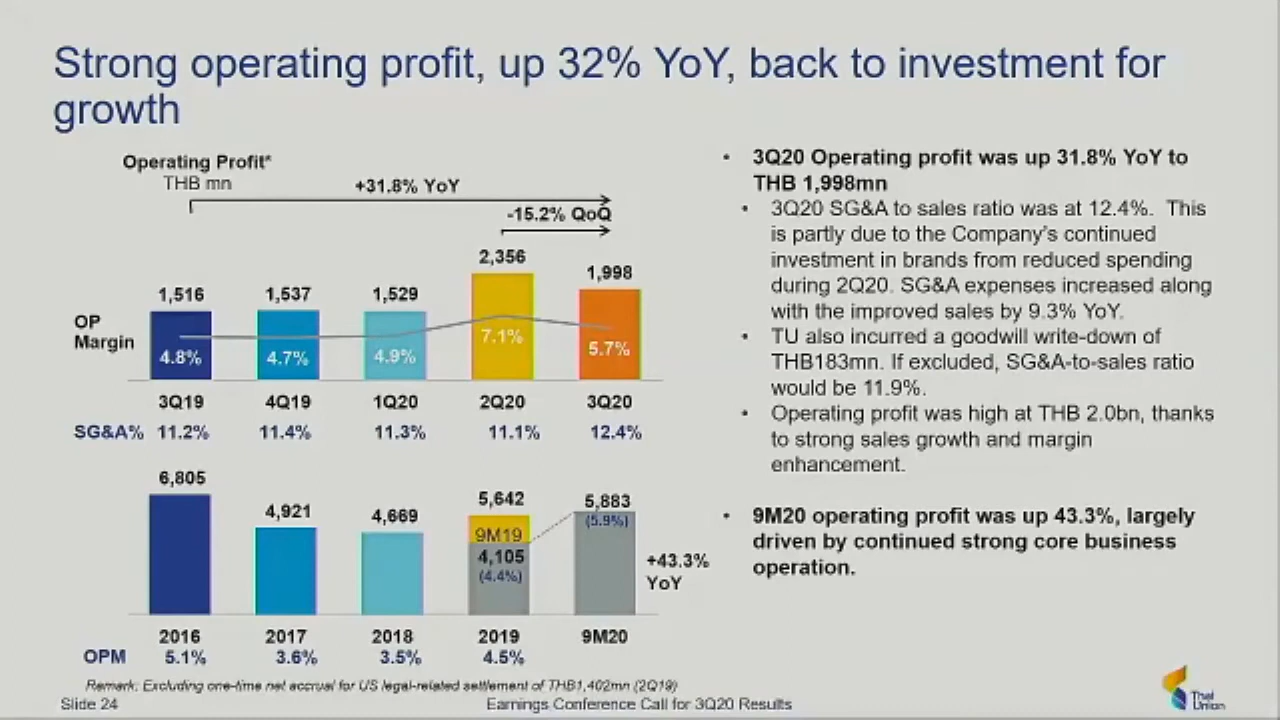 Strong operating profit, up 32% YoY, back to investment for
growth
Operating Profit*
THB mn
+31.8% YoY
-15.2% QoQ
1,516
1,537
1,529
2,356
1,998
OP
Margin
4.8%
4.7%
4.9%
7.1%
5.7%
3Q19
4Q19
1Q20
2Q20
3Q20
SG&A%
11.2%
11.4%
11.3%
11.1%
12.4%
6,805
4,921
4,669
5,642
9M19
4,105
(4.4%)
5,883
(5.9%)
+43.3%
YoY
2016
2017
2018
2019
9M20
OPM
5.1%
3.6%
3.5%
4.5%
Remark: Excluding one-time net accrual for US legal-related settlement of THB1,402mn (2Q19)
• 3Q20 Operating profit was up 31.8% YoY to
THB 1,998mn
• 3Q20 SG&A to sales ratio was at 12.4%. This
is partly due to the Company's continued
investment in brands from reduced spending
during 2Q20. SG&A expenses increased along
with the improved sales by 9.3% YoY.
• TU also incurred a goodwill write-down of
THB183mn. If excluded, SG&A-to-sales ratio
would be 11.9%.
• Operating profit was high at THB 2.0bn, thanks
to strong sales growth and margin
enhancement.
• 9M20 operating profit was up 43.3%, largely
driven by continued strong core business
operation.
Slide 24
Earnings Conference Call for 3Q20 Results
Thai
Union